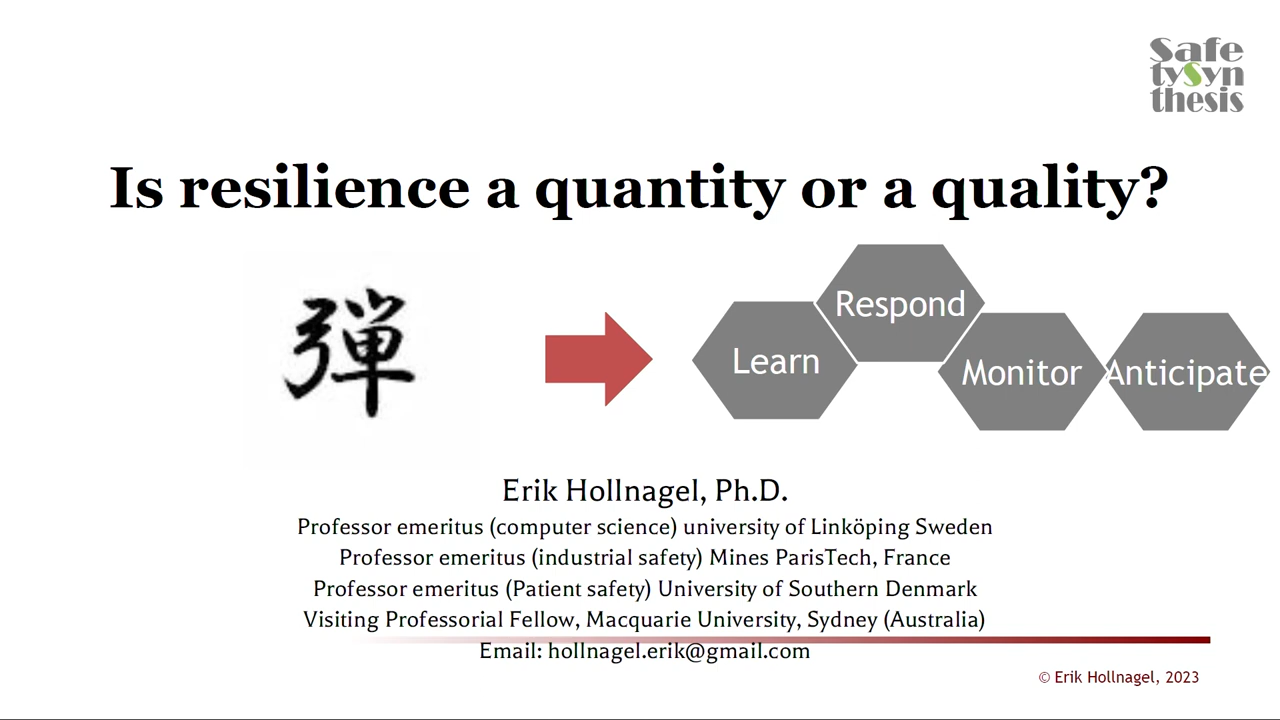 Safe
tySyn
thesis
Is resilience a quantity or a quality?
彈
Learn
Respond
Monitor
Anticipate
Erik Hollnagel, Ph.D.
Professor emeritus (computer science) university of Linköping Sweden
Professor emeritus (industrial safety) Mines ParisTech, France
Professor emeritus (Patient safety) University of Southern Denmark
Visiting Professorial Fellow, Macquarie University, Sydney (Australia)
Email: hollnagel.erik@gmail.com
© Erik Hollnagel, 2023